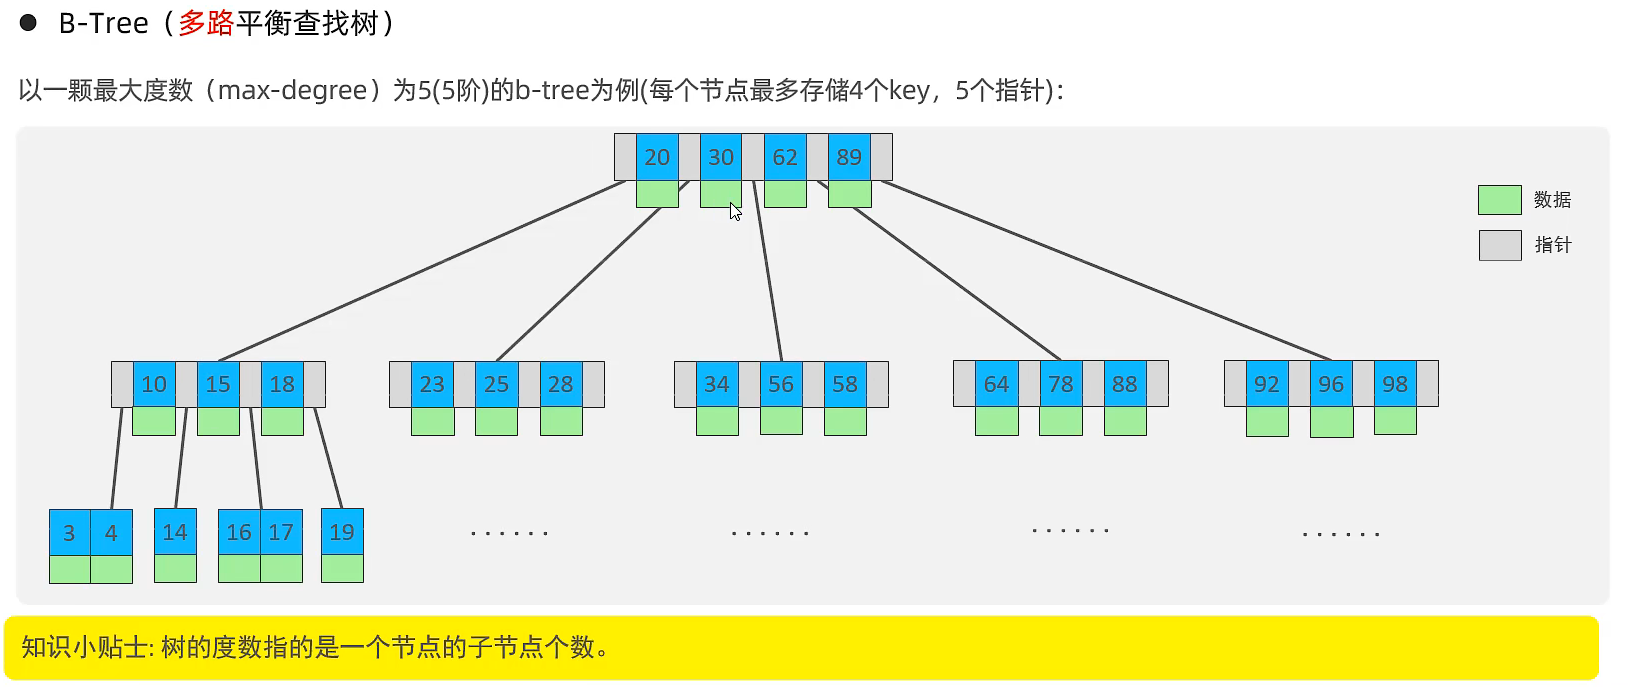 ● B-Tree（多路平衡查找树）
以一颗最大度数（max-degree）为5(5阶)的b-tree为例(每个节点最多存储4个key，5个指针)：
20 30 62 89
数据
指针
10 15 18 23 25 28 34 56 58 64 78 88 92 96 98
3 4 14 16 17 19 ······ ······ ······ ······
知识小贴士: 树的度数指的是一个节点的子节点个数。